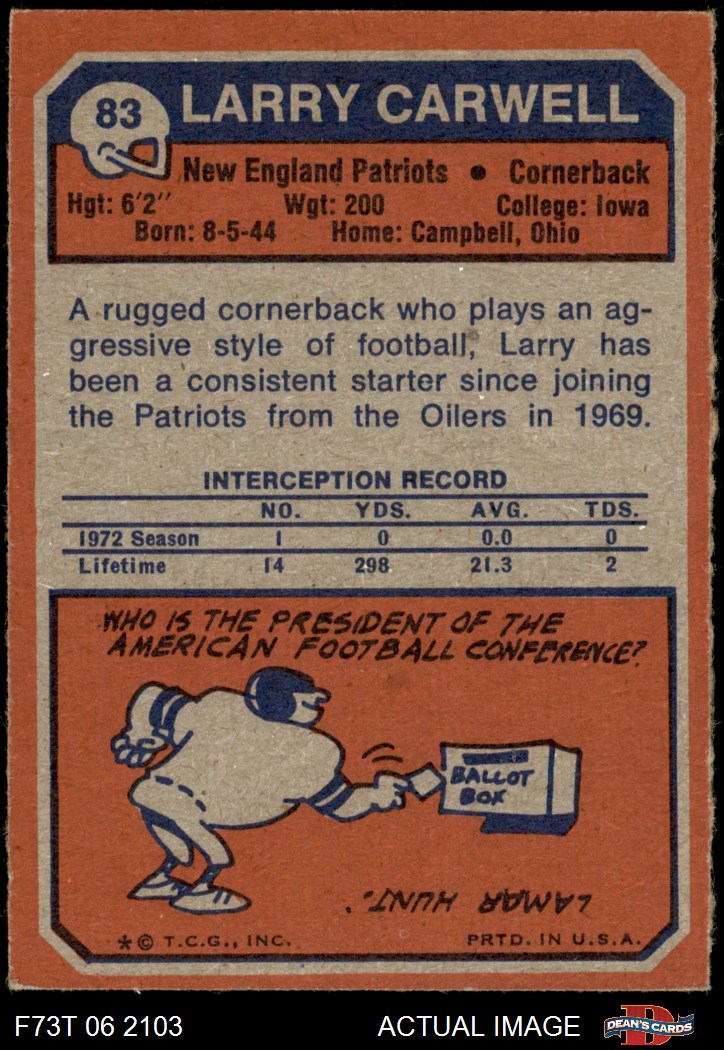 83
LARRY CARWELL
New England Patriots • Cornerback
Hgt: 6'2" Wgt: 200 College: Iowa
Born: 8-5-44 Home: Campbell, Ohio
A rugged cornerback who plays an ag-
gressive style of football, Larry has
been a consistent starter since joining
the Patriots from the Oilers in 1969.
INTERCEPTION RECORD
NO. YDS. AVG. TDS.
1972 Season 1 0 0.0 0
Lifetime 14 298 21.3 2
WHO IS THE PRESIDENT OF THE
AMERICAN FOOTBALL CONFERENCE?
BALLOT
BOX
LAMAR HUNT.
*© T.C.G., INC. PRTD. IN U.S.A.
F73T 06 2103 ACTUAL IMAGE D
DEAN'S CARDS